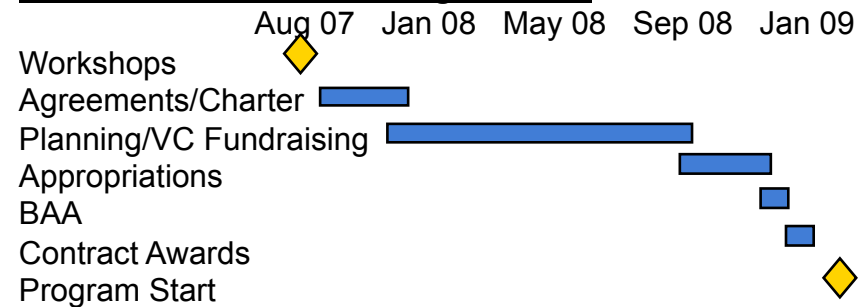 Aug 07 Jan 08 May 08 Sep 08 Jan 09
Workshops
Agreements/Charter
Planning/VC Fundraising
Appropriations
BAA
Contract Awards
Program Start